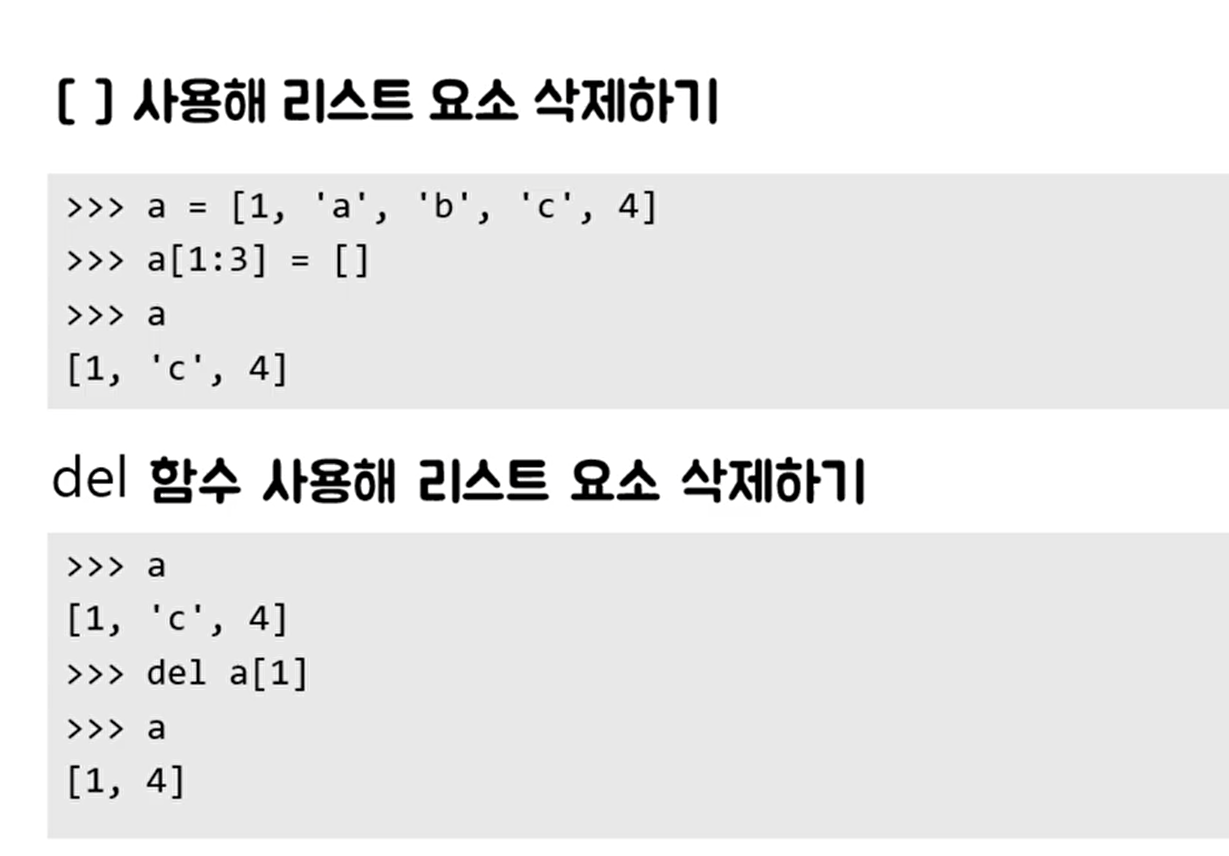 [ ] 사용해 리스트 요소 삭제하기
>>> a = [1, 'a', 'b', 'c', 4]
>>> a[1:3] = []
>>> a
[1, 'c', 4]
del 함수 사용해 리스트 요소 삭제하기
>>> a
[1, 'c', 4]
>>> del a[1]
>>> a
[1, 4]